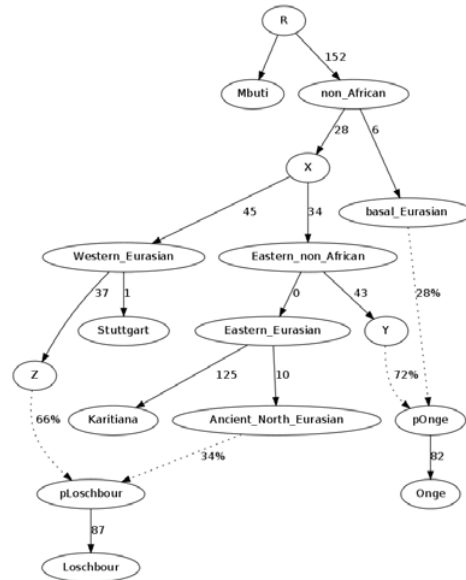 R
152
Mbuti
non_African
28
6
X
basal_Eurasian
45
34
Western_Eurasian
Eastern_non_African
37
1
0
43
28%
Stuttgart
Eastern_Eurasian
Y
Z
125
10
72%
66%
Karitiana
Ancient_North_Eurasian
pOnge
34%
82
pLoschbour
Onge
87
Loschbour